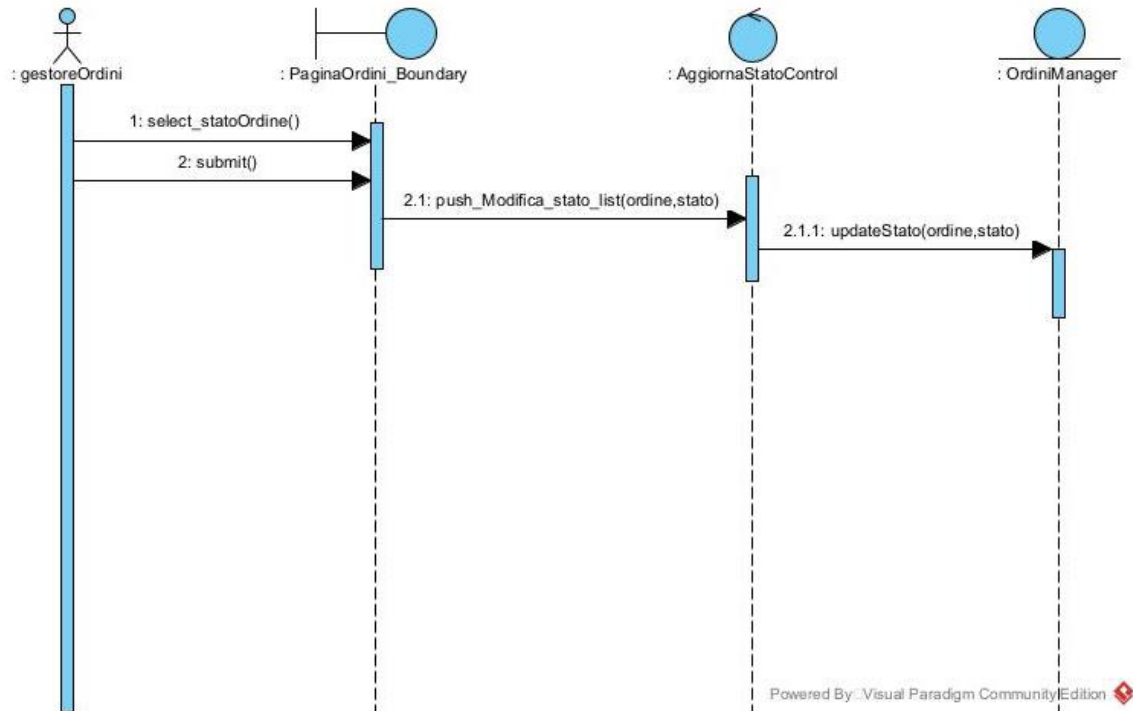 : gestoreOrdini
: PaginaOrdini_Boundary
: AggiornaStatoControl
: OrdiniManager
1: select_statoOrdine()
2: submit()
2.1: push_Modifica_stato_list(ordine,stato)
2.1.1: updateStato(ordine,stato)
Powered By Visual Paradigm Community Edition